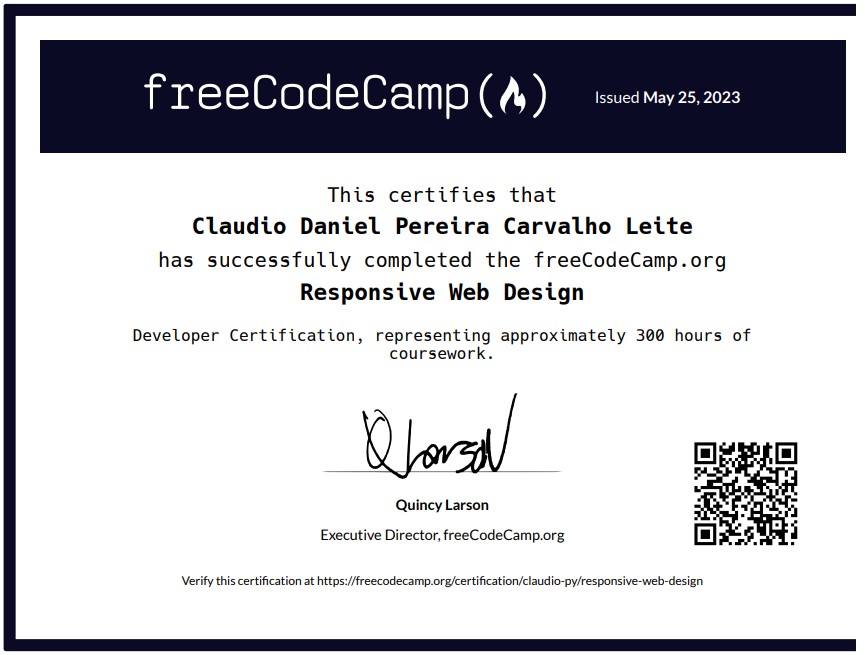 freeCodeCamp
Issued May 25, 2023
This certifies that
Claudio Daniel Pereira Carvalho Leite
has successfully completed the freeCodeCamp.org
Responsive Web Design
Developer Certification, representing approximately 300 hours of
coursework.
Q Larson
Quincy Larson
Executive Director, freeCodeCamp.org
Verify this certification at https://freecodecamp.org/certification/claudio-py/responsive-web-design